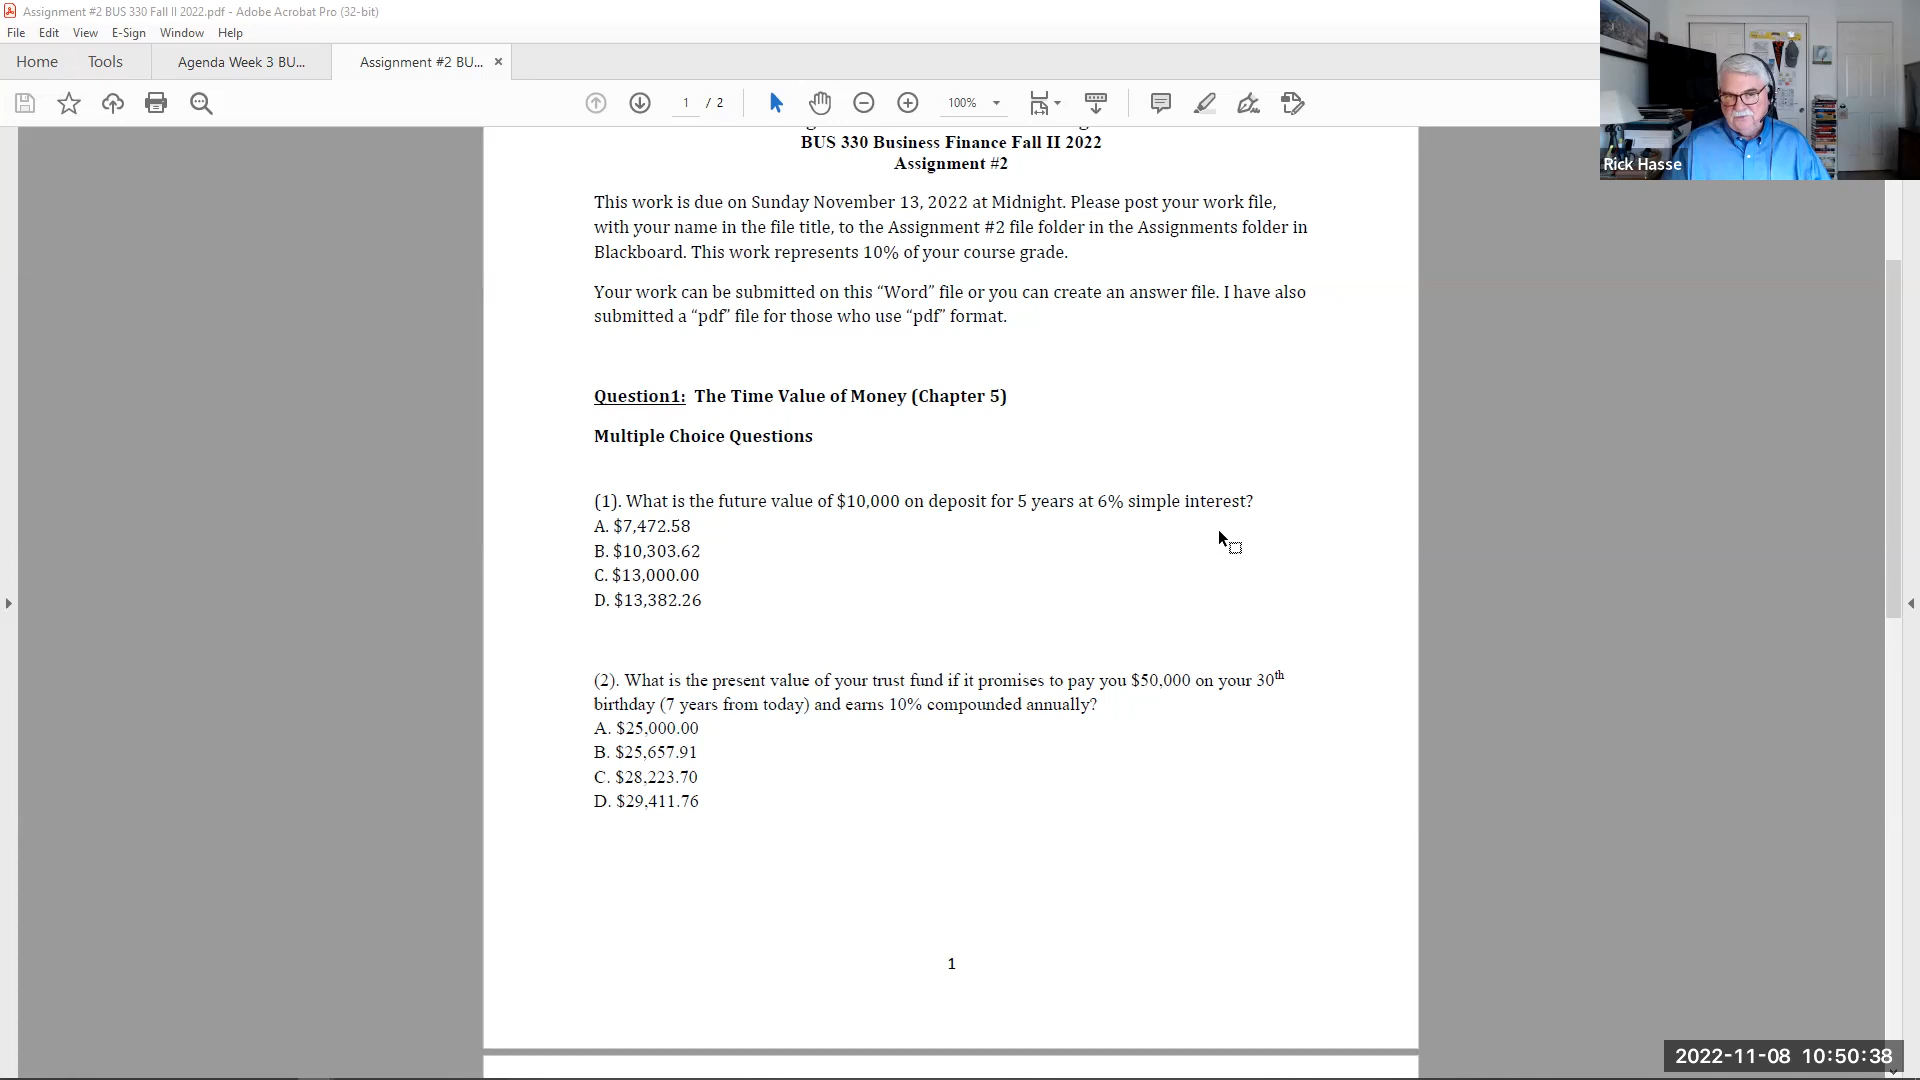 Assignment #2 BUS 330 Fall II 2022.pdf - Adobe Acrobat Pro (32-bit)
File Edit View E-Sign Window Help
Home Tools Agenda Week 3 BU... Assignment #2 BU... ×
1 / 2 100%
Rick Hasse
BUS 330 Business Finance Fall II 2022
Assignment #2
This work is due on Sunday November 13, 2022 at Midnight. Please post your work file,
with your name in the file title, to the Assignment #2 file folder in the Assignments folder in
Blackboard. This work represents 10% of your course grade.
Your work can be submitted on this “Word” file or you can create an answer file. I have also
submitted a “pdf” file for those who use “pdf” format.
Question1: The Time Value of Money (Chapter 5)
Multiple Choice Questions
(1). What is the future value of $10,000 on deposit for 5 years at 6% simple interest?
A. $7,472.58
B. $10,303.62
C. $13,000.00
D. $13,382.26
(2). What is the present value of your trust fund if it promises to pay you $50,000 on your 30th
birthday (7 years from today) and earns 10% compounded annually?
A. $25,000.00
B. $25,657.91
C. $28,223.70
D. $29,411.76
1
2022-11-08 10:50:38